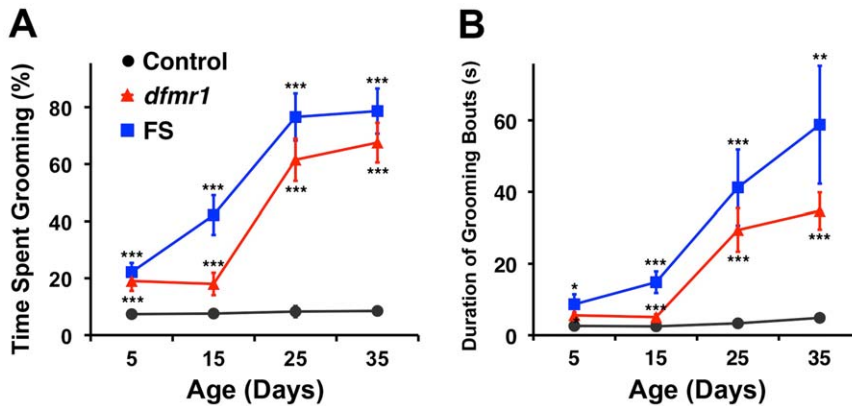 A
Time Spent Grooming (%)
80
60
40
20
0
Control
dfmr1
FS
***
***
***
***
***
***
***
***
5 15 25 35
Age (Days)
B
Duration of Grooming Bouts (s)
60
40
20
0
*
*
***
***
***
***
**
***
5 15 25 35
Age (Days)